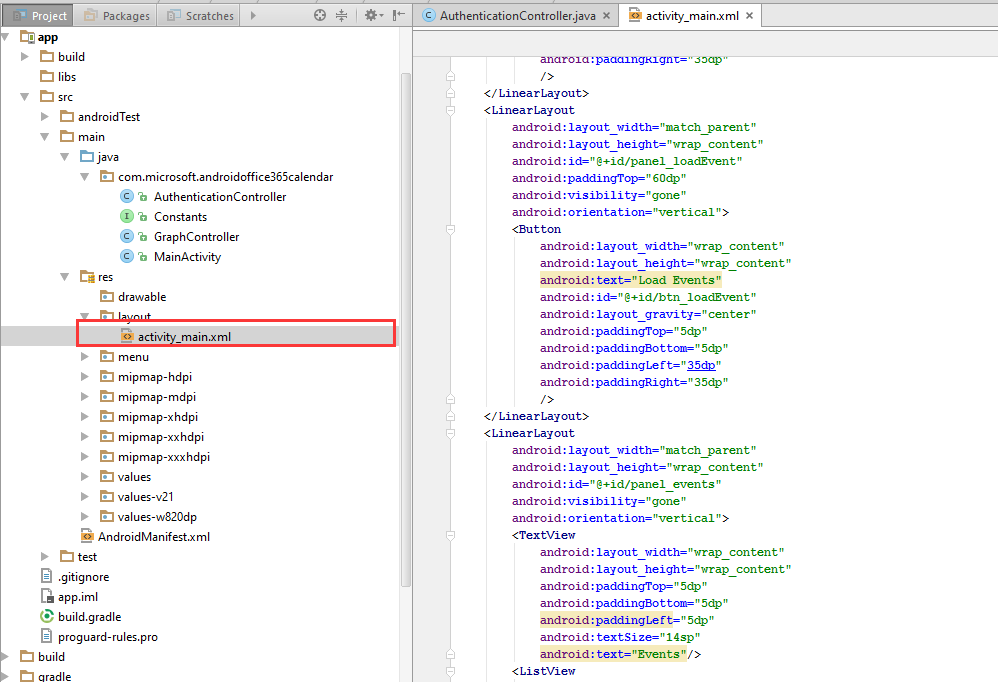 Project Packages Scratches
app
build
libs
src
androidTest
main
java
com.microsoft.androidoffice365calendar
AuthenticationController
Constants
GraphController
MainActivity
res
drawable
layout
activity_main.xml
menu
mipmap-hdpi
mipmap-mdpi
mipmap-xhdpi
mipmap-xxhdpi
mipmap-xxxhdpi
values
values-v21
values-w820dp
AndroidManifest.xml
test
.gitignore
app.iml
build.gradle
proguard-rules.pro
build
gradle
AuthenticationController.java activity_main.xml
android:paddingRight="35dp"
/>
</LinearLayout>
<LinearLayout
android:layout_width="match_parent"
android:layout_height="wrap_content"
android:id="@+id/panel_loadEvent"
android:paddingTop="60dp"
android:visibility="gone"
android:orientation="vertical">
<Button
android:layout_width="wrap_content"
android:layout_height="wrap_content"
android:text="Load Events"
android:id="@+id/btn_loadEvent"
android:layout_gravity="center"
android:paddingTop="5dp"
android:paddingBottom="5dp"
android:paddingLeft="35dp"
android:paddingRight="35dp"
/>
</LinearLayout>
<LinearLayout
android:layout_width="match_parent"
android:layout_height="wrap_content"
android:id="@+id/panel_events"
android:visibility="gone"
android:orientation="vertical">
<TextView
android:layout_width="wrap_content"
android:layout_height="wrap_content"
android:paddingTop="5dp"
android:paddingBottom="5dp"
android:paddingLeft="5dp"
android:textSize="14sp"
android:text="Events"/>
<ListView